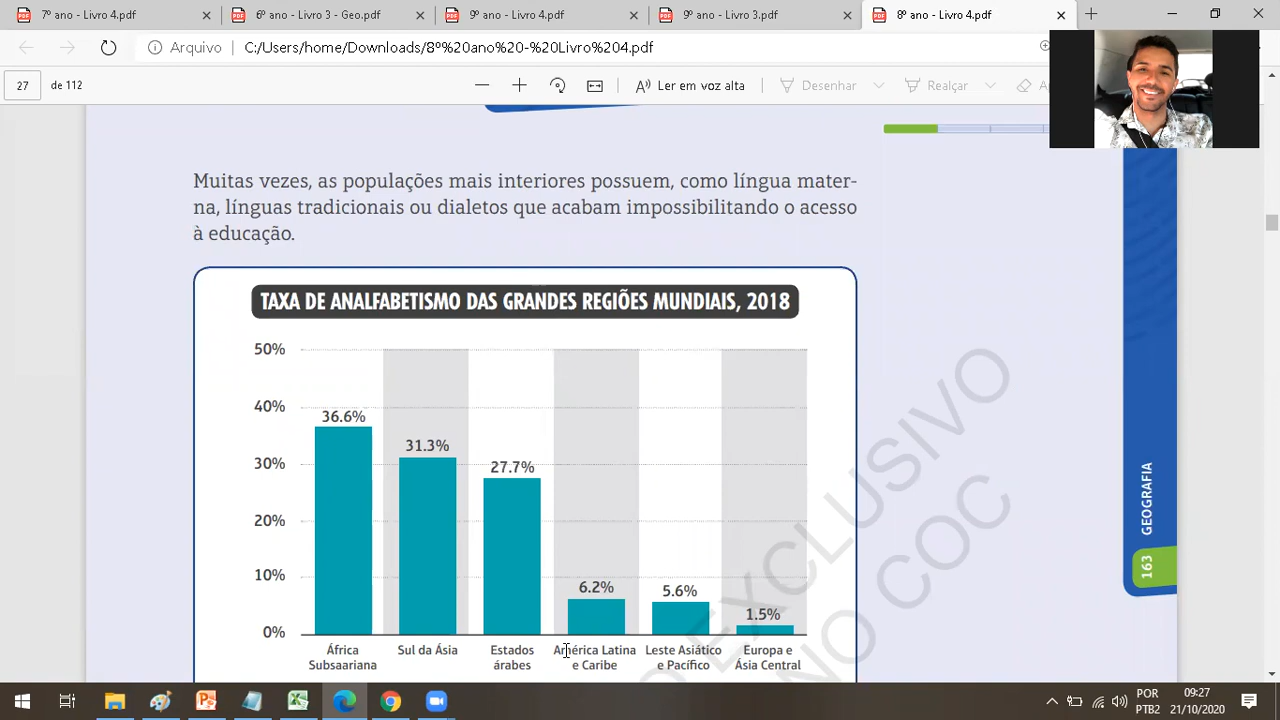 7º ano - Livro 4.pdf
6º ano - Livro 3 - Geo.pdf
9º ano - Livro 4.pdf
9º ano - Livro 3.pdf
8º ano - Livro 4.pdf
Arquivo
C:/Users/home/Downloads/8º%20ano%20-%20Livro%204.pdf
27
de 112
Ler em voz alta
Desenhar
Realçar
Muitas vezes, as populações mais interiores possuem, como língua mater-
na, línguas tradicionais ou dialetos que acabam impossibilitando o acesso
à educação.
TAXA DE ANALFABETISMO DAS GRANDES REGIÕES MUNDIAIS, 2018
50%
40%
36.6%
31.3%
30%
27.7%
20%
10%
6.2%
5.6%
1.5%
0%
África
Subsaariana
Sul da Ásia
Estados
árabes
América Latina
e Caribe
Leste Asiático
e Pacífico
Europa e
Ásia Central
EXCLUSIVO
NO COC
GEOGRAFIA
163
POR
PTB2
09:27
21/10/2020